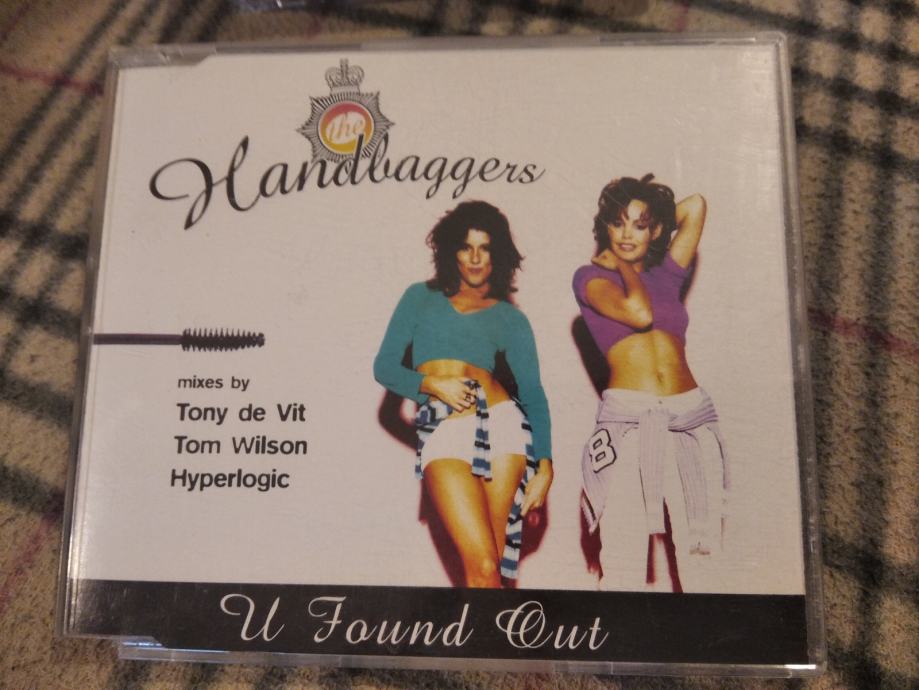 the
Handbaggers
mixes by
Tony de Vit
Tom Wilson
Hyperlogic
8
U Found Out